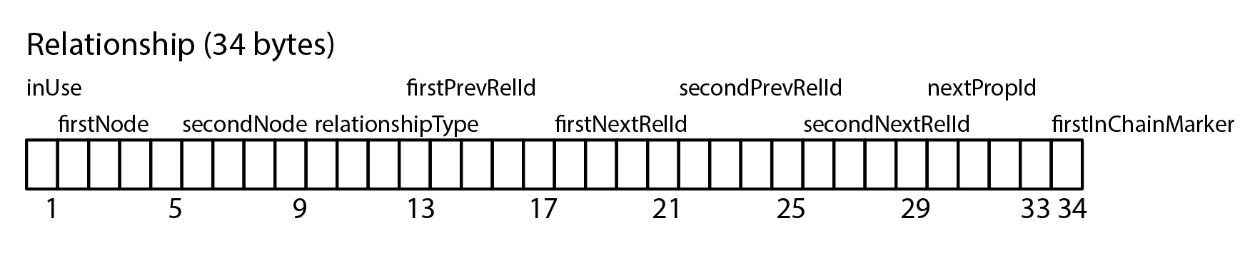 Relationship (34 bytes)
inUse firstPrevRelId secondPrevRelId nextPropId
firstNode secondNode relationshipType firstNextRelId secondNextRelId firstInChainMarker
1 5 9 13 17 21 25 29 33 34